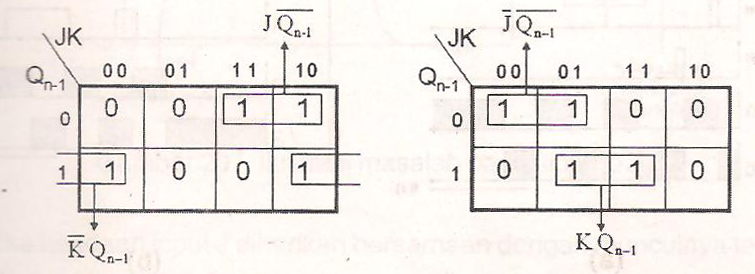 J Q̅n-1
JK
Qn-1
00 01 11 10
0 0 0 1 1
1 1 0 0 1
K̅ Qn-1
J̅ Q̅n-1
JK
Qn-1
00 01 11 10
0 1 1 0 0
1 0 1 1 0
K Qn-1